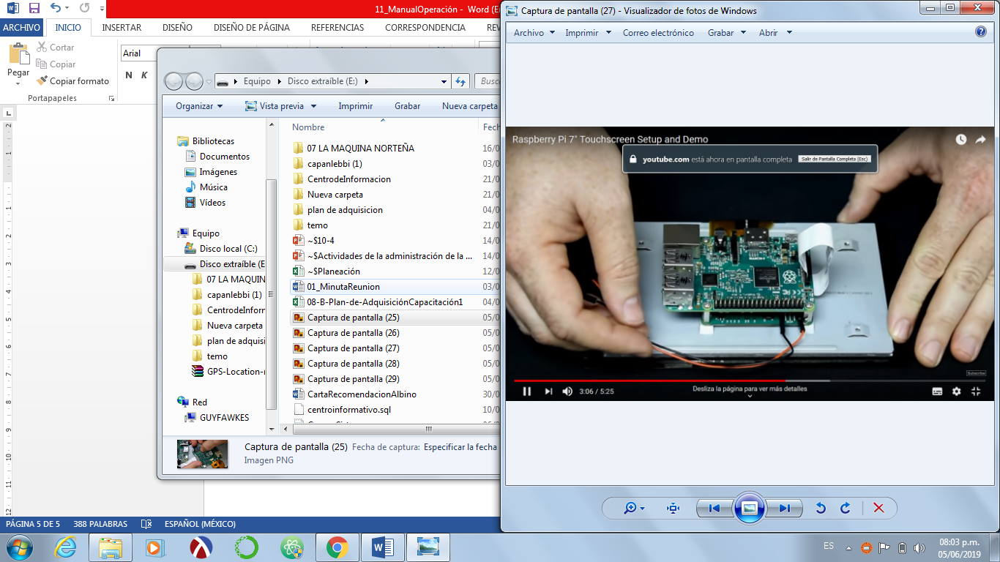 11_ManualOperación - Word (Er
ARCHIVO INICIO INSERTAR DISEÑO DISEÑO DE PÁGINA REFERENCIAS CORRESPONDENCIA REV
Pegar
Cortar
Copiar
Copiar formato
Portapapeles
Arial
N K
Equipo Disco extraíble (E:)
Busc
Organizar Vista previa Imprimir Grabar Nueva carpeta
Bibliotecas
Documentos
Imágenes
Música
Vídeos
Equipo
Disco local (C:)
Disco extraíble (E
07 LA MAQUIN
capanlebbi (1)
CentrodeInforr
Nueva carpeta
plan de adquisi
temo
GPS-Location-r
Red
GUYFAWKES
Nombre Fech
07 LA MAQUINA NORTEÑA 16/0
capanlebbi (1) 03/0
CentrodeInformacion 21/0
Nueva carpeta 21/0
plan de adquisicion 04/0
temo 21/0
~$10-4 14/0
~$Actividades de la administración de la ... 14/0
~$Planeación 12/0
01_MinutaReunion 03/0
08-B-Plan-de-AdquisiciónCapacitación1 04/0
Captura de pantalla (25) 05/0
Captura de pantalla (26) 05/0
Captura de pantalla (27) 05/0
Captura de pantalla (28) 05/0
Captura de pantalla (29) 05/0
CartaRecomendacionAlbino 30/0
centroinformativo.sql 10/0
Captura de pantalla (25) Fecha de captura: Especificar la fecha
Imagen PNG
Captura de pantalla (27) - Visualizador de fotos de Windows
Archivo Imprimir Correo electrónico Grabar Abrir
Raspberry Pi 7" Touchscreen Setup and Demo
youtube.com está ahora en pantalla completa Salir de Pantalla Completa (Esc)
Subscribe
3:06 / 5:25
Desliza la página para ver más detalles
PÁGINA 5 DE 5 388 PALABRAS ESPAÑOL (MÉXICO)
ES
08:03 p.m.
05/06/2019